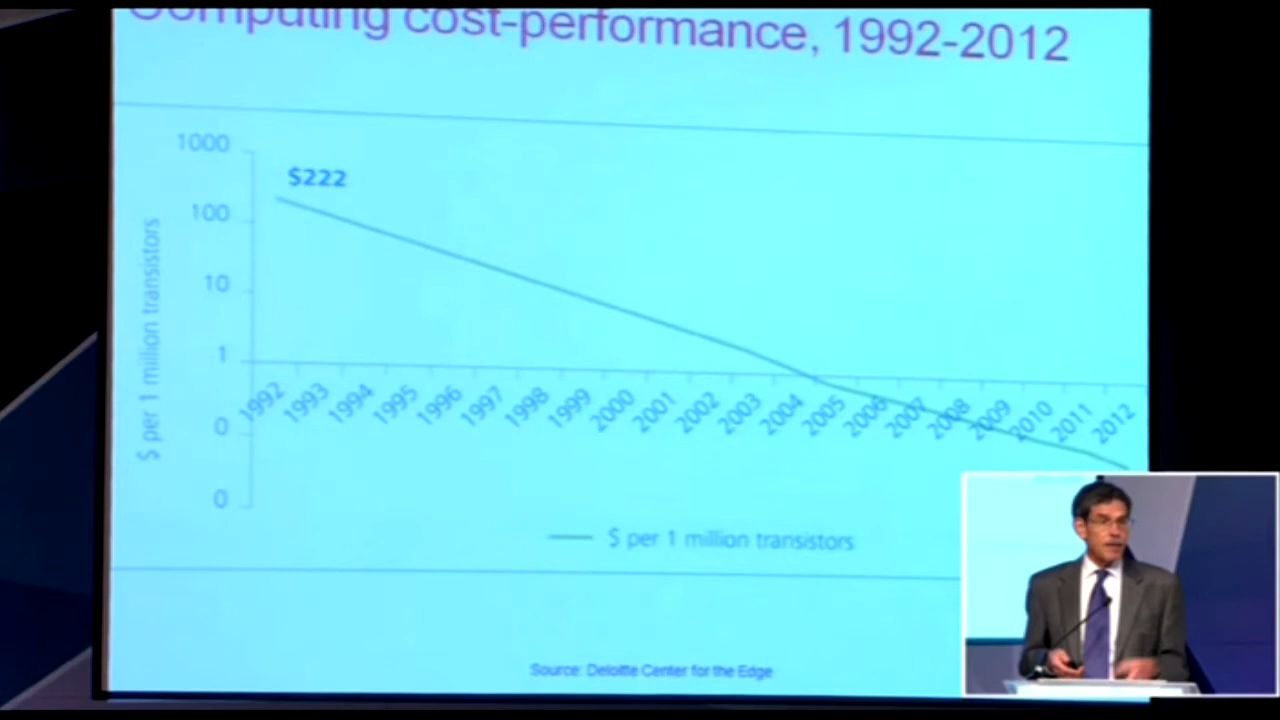 Computing cost-performance, 1992-2012
1000
$222
100
10
1
0
0
$ per 1 million transistors
1992 1993 1994 1995 1996 1997 1998 1999 2000 2001 2002 2003 2004 2005 2006 2007 2008 2009 2010 2011 2012
$ per 1 million transistors
Source: Deloitte Center for the Edge